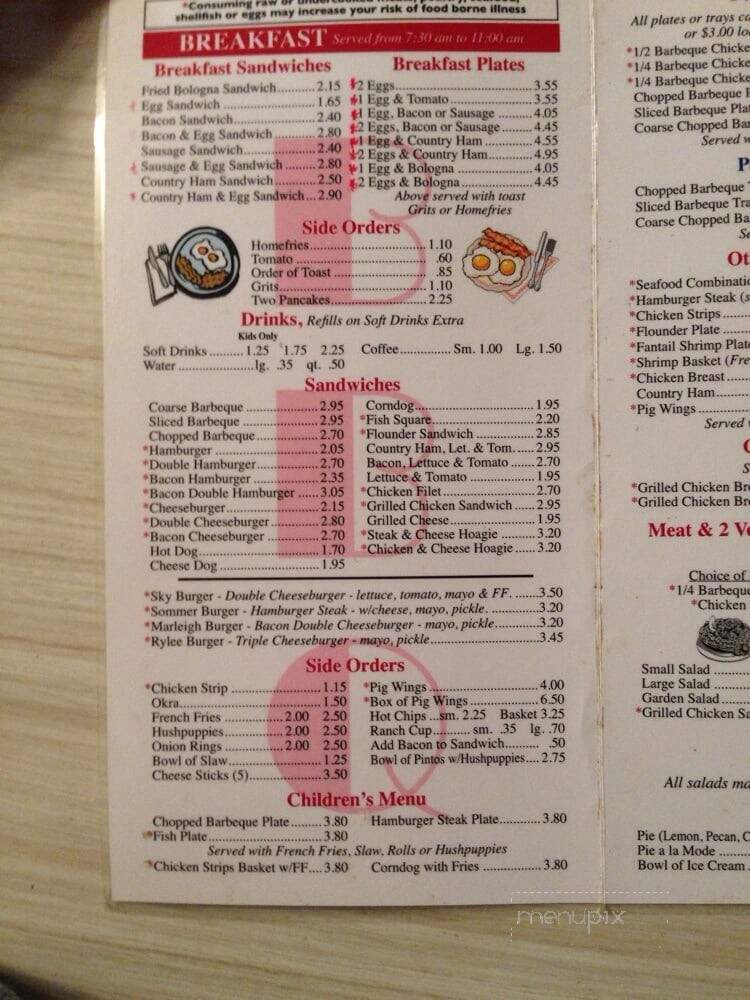 *Consuming raw or undercooked meats, poultry, seafood,
shellfish or eggs may increase your risk of food borne illness
BREAKFAST Served from 7:30 am to 11:00 am
Breakfast Sandwiches
Fried Bologna Sandwich..........2.15
*Egg Sandwich ........................1.65
Bacon Sandwich......................2.40
Bacon & Egg Sandwich ...........2.80
Sausage Sandwich...................2.40
*Sausage & Egg Sandwich ........2.80
Country Ham Sandwich...........2.50
*Country Ham & Egg Sandwich...2.90
Breakfast Plates
*2 Eggs........................................3.55
*1 Egg & Tomato..........................3.55
*1 Egg, Bacon or Sausage ............4.05
*2 Eggs, Bacon or Sausage...........4.45
*1 Egg & Country Ham ................4.55
*2 Eggs & Country Ham...............4.95
*1 Egg & Bologna ........................4.05
*2 Eggs & Bologna.......................4.45
Above served with toast
Grits or Homefries
Side Orders
Homefries..............................1.10
Tomato ...................................60
Order of Toast .........................85
Grits......................................1.10
Two Pancakes.......................2.25
Drinks, Refills on Soft Drinks Extra
Kids Only
Soft Drinks ..........1.25 1.75 2.25
Water ......................lg. .35 qt. .50
Coffee...............Sm. 1.00 Lg. 1.50
Sandwiches
Coarse Barbeque ....................2.95
Sliced Barbeque .....................2.95
Chopped Barbeque..................2.70
*Hamburger .............................2.05
*Double Hamburger..................2.70
*Bacon Hamburger ..................2.35
*Bacon Double Hamburger ......3.05
*Cheeseburger..........................2.15
*Double Cheeseburger..............2.80
*Bacon Cheeseburger ...............2.70
Hot Dog..................................1.70
Cheese Dog ............................1.95
Corndog..................................1.95
*Fish Square.............................2.20
*Flounder Sandwich .................2.85
Country Ham, Let. & Tom......2.95
Bacon, Lettuce & Tomato .......2.70
Lettuce & Tomato ...................1.95
*Chicken Filet..........................2.70
*Grilled Chicken Sandwich ......2.95
Grilled Cheese.........................1.95
*Steak & Cheese Hoagie ..........3.20
*Chicken & Cheese Hoagie ......3.20
*Sky Burger - Double Cheeseburger - lettuce, tomato, mayo & FF. .......3.50
*Sommer Burger - Hamburger Steak - w/cheese, mayo, pickle. ............3.20
*Marleigh Burger - Bacon Double Cheeseburger - mayo, pickle............3.20
*Rylee Burger - Triple Cheeseburger - mayo, pickle...........................3.45
Side Orders
*Chicken Strip .........................1.15
Okra........................................1.50
French Fries ..............2.00 2.50
Hushpuppies..............2.00 2.50
Onion Rings ..............2.00 2.50
Bowl of Slaw..........................1.25
Cheese Sticks (5)....................3.50
*Pig Wings ..............................4.00
*Box of Pig Wings ...................6.50
Hot Chips ...sm. 2.25 Basket 3.25
Ranch Cup........... sm. .35 lg. .70
Add Bacon to Sandwich.......... .50
Bowl of Pintos w/Hushpuppies....2.75
Children's Menu
Chopped Barbeque Plate.........3.80
*Fish Plate................................3.80
Hamburger Steak Plate............3.80
Served with French Fries, Slaw, Rolls or Hushpuppies
*Chicken Strips Basket w/FF....3.80
Corndog with Fries .................3.80
All plates or trays
or $3.00
*1/2 Barbeque Chicke
*1/4 Barbeque Chicke
*1/4 Barbeque Chicke
Chopped Barbeque
Sliced Barbeque Pla
Coarse Chopped Bar
Served
P
Chopped Barbeque
Sliced Barbeque Tra
Coarse Chopped Ba
Se
Ot
*Seafood Combinatio
*Hamburger Steak (s
*Chicken Strips......
*Flounder Plate ......
*Fantail Shrimp Plate
*Shrimp Basket (Fre
*Chicken Breast......
Country Ham.........
*Pig Wings ............
Served
*Grilled Chicken Bre
*Grilled Chicken Bre
Meat & 2 Ve
Choice of
*1/4 Barbeque
*Chicken
Small Salad ..........
Large Salad ..........
Garden Salad.........
*Grilled Chicken Sa
All salads ma
Pie (Lemon, Pecan, C
Pie a la Mode ........
Bowl of Ice Cream .
menupix